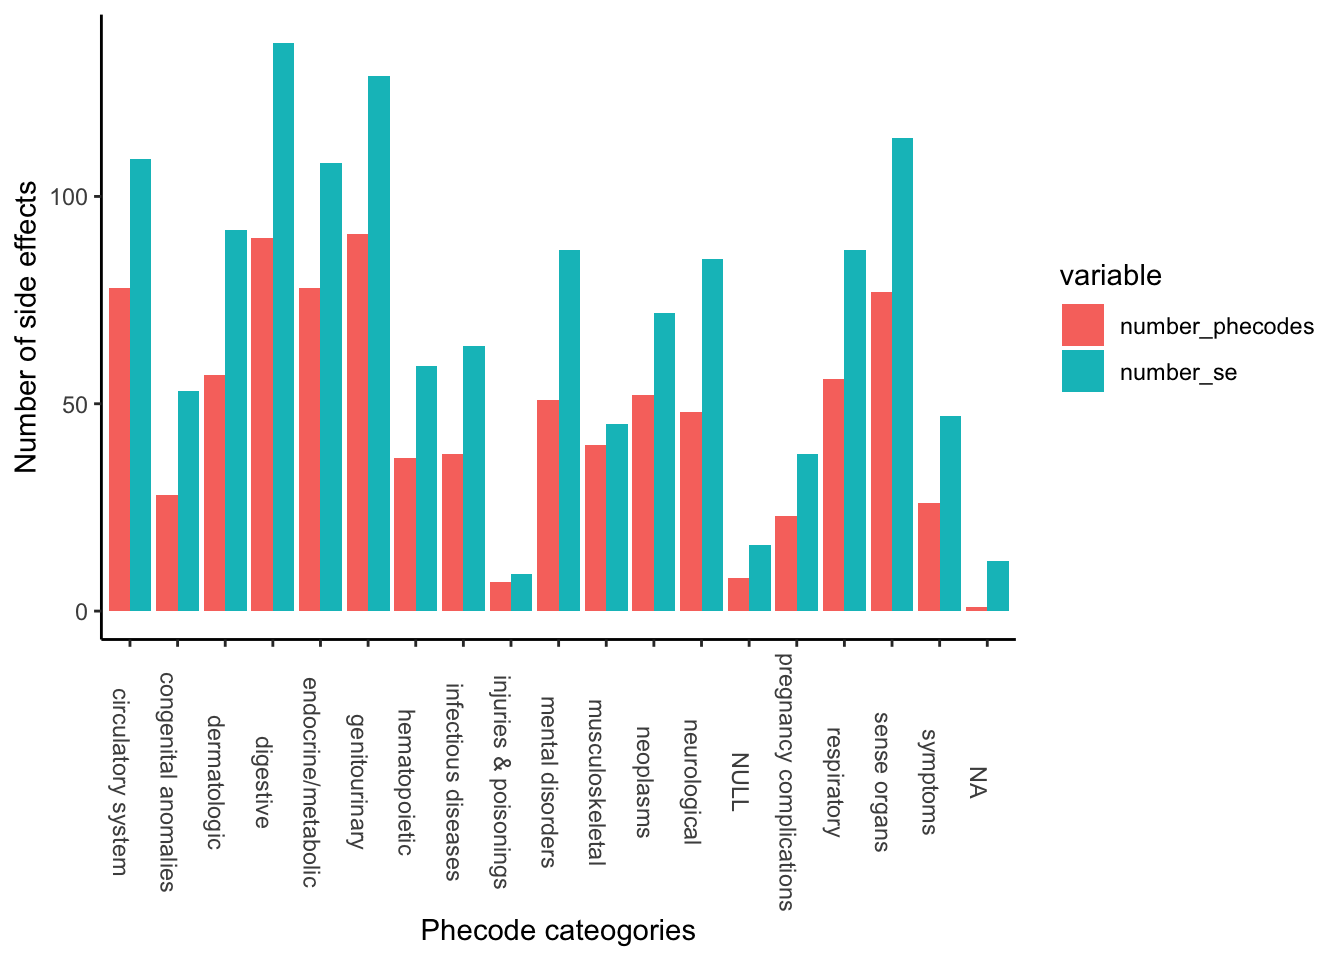 Number of side effects
100
50
0
circulatory system
congenital anomalies
dermatologic
digestive
endocrine/metabolic
genitourinary
hematopoietic
infectious diseases
injuries & poisonings
mental disorders
musculoskeletal
neoplasms
neurological
NULL
pregnancy complications
respiratory
sense organs
symptoms
NA
Phecode cateogories
variable
number_phecodes
number_se